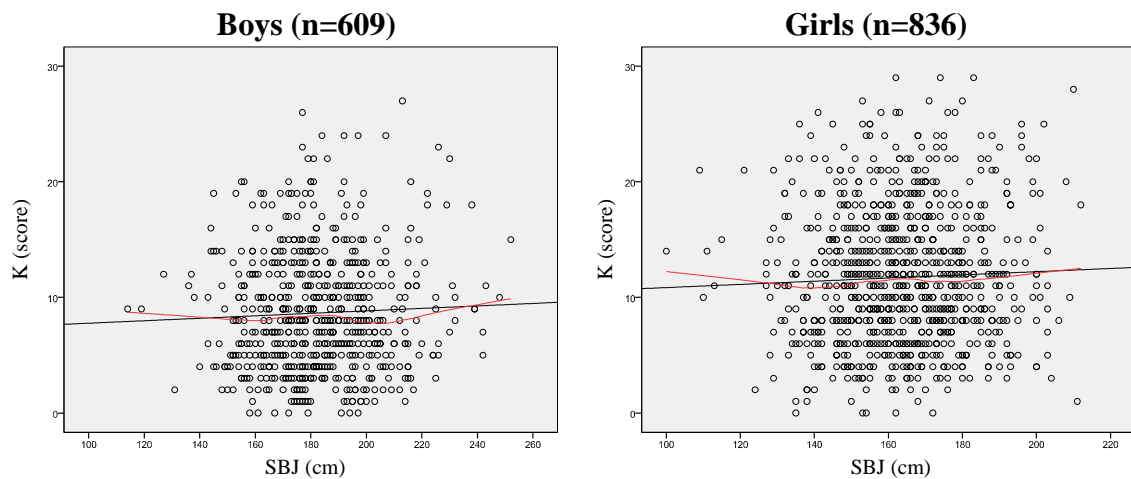 Boys (n=609)
K (score)
30
20
10
0
100 120 140 160 180 200 220 240 260
SBJ (cm)
Girls (n=836)
K (score)
30
20
10
0
100 120 140 160 180 200 220
SBJ (cm)